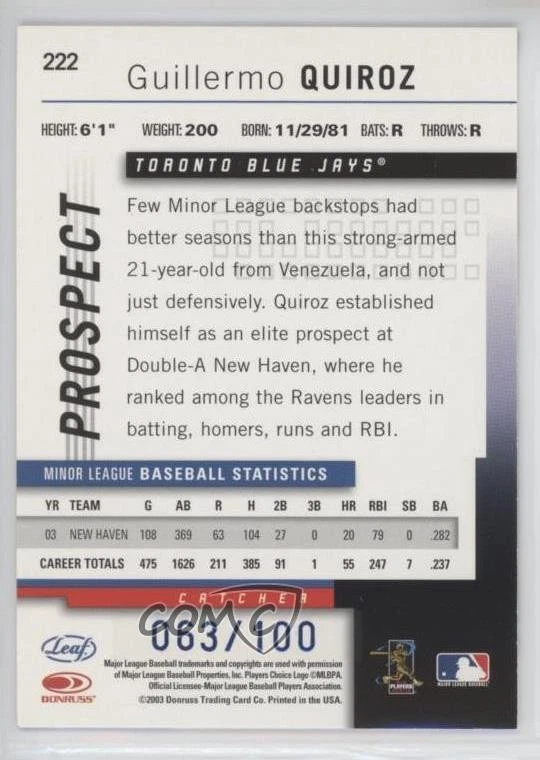 222
Guillermo QUIROZ
HEIGHT: 6'1" WEIGHT: 200 BORN: 11/29/81 BATS: R THROWS: R
TORONTO BLUE JAYS®
PROSPECT
Few Minor League backstops had
better seasons than this strong-armed
21-year-old from Venezuela, and not
just defensively. Quiroz established
himself as an elite prospect at
Double-A New Haven, where he
ranked among the Ravens leaders in
batting, homers, runs and RBI.
MINOR LEAGUE BASEBALL STATISTICS
YR TEAM G AB R H 2B 3B HR RBI SB BA
03 NEW HAVEN 108 369 63 104 27 0 20 79 0 .282
CAREER TOTALS 475 1626 211 385 91 1 55 247 7 .237
CATCHER
COMC
063/100
Leaf
DONRUSS
Major League Baseball trademarks and copyrights are used with permission
of Major League Baseball Properties, Inc. Players Choice Logo ©MLBPA.
Official Licensee-Major League Baseball Players Association.
©2003 Donruss Trading Card Co. Printed in the USA.
PLAYERS
MAJOR LEAGUE BASEBALL